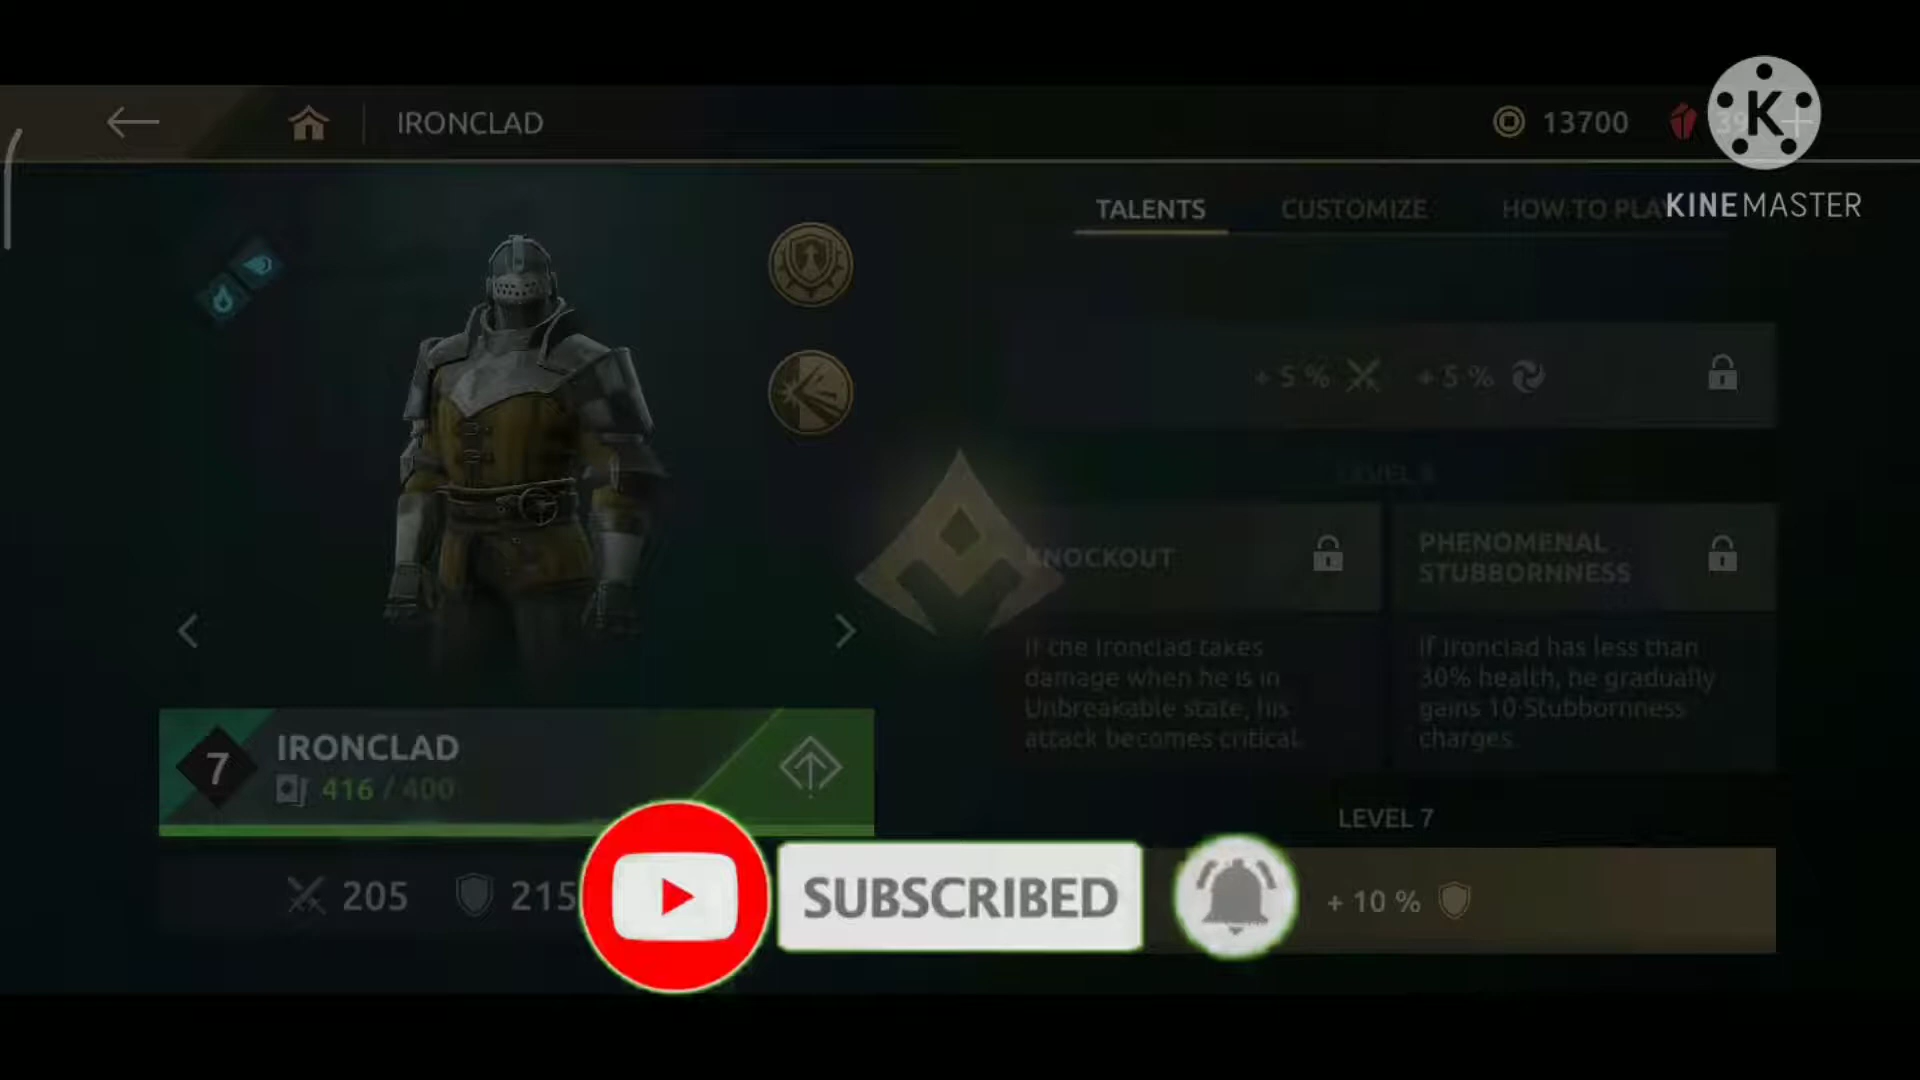 IRONCLAD
13700
K
KINEMASTER
TALENTS
CUSTOMIZE
HOW TO PLAY
+ 5 %
+ 5 %
KNOCKOUT
PHENOMENAL
STUBBORNNESS
If the Ironclad takes
damage when he is in
Unbreakable state, his
attack becomes critical.
If Ironclad has less than
30% health, he gradually
gains 10 Stubbornness
charges.
7
IRONCLAD
416 / 400
LEVEL 7
205
215
SUBSCRIBED
+ 10 %